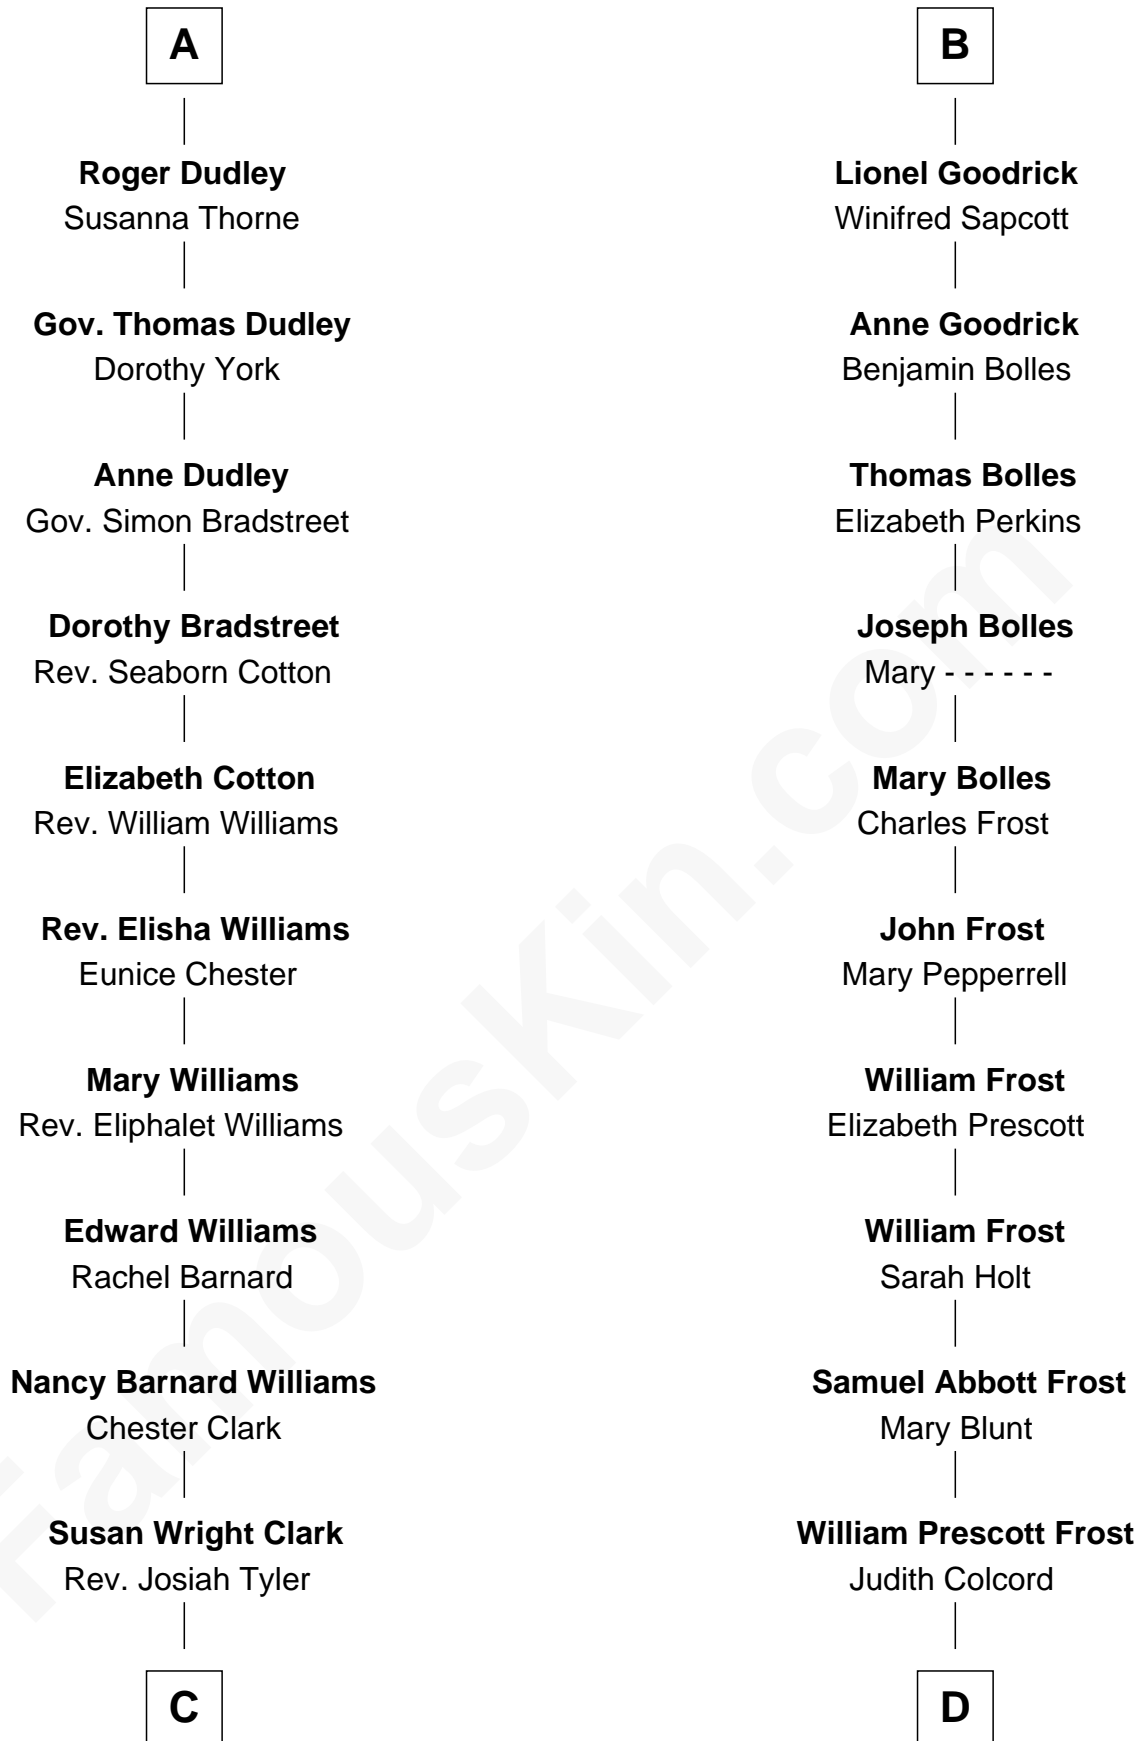 A
Roger Dudley
Susanna Thorne
Gov. Thomas Dudley
Dorothy York
Anne Dudley
Gov. Simon Bradstreet
Dorothy Bradstreet
Rev. Seaborn Cotton
Elizabeth Cotton
Rev. William Williams
Rev. Elisha Williams
Eunice Chester
Mary Williams
Rev. Eliphalet Williams
Edward Williams
Rachel Barnard
Nancy Barnard Williams
Chester Clark
Susan Wright Clark
Rev. Josiah Tyler
C
B
Lionel Goodrick
Winifred Sapcott
Anne Goodrick
Benjamin Bolles
Thomas Bolles
Elizabeth Perkins
Joseph Bolles
Mary - - - - - -
Mary Bolles
Charles Frost
John Frost
Mary Pepperrell
William Frost
Elizabeth Prescott
William Frost
Sarah Holt
Samuel Abbott Frost
Mary Blunt
William Prescott Frost
Judith Colcord
D
FamousKin.com